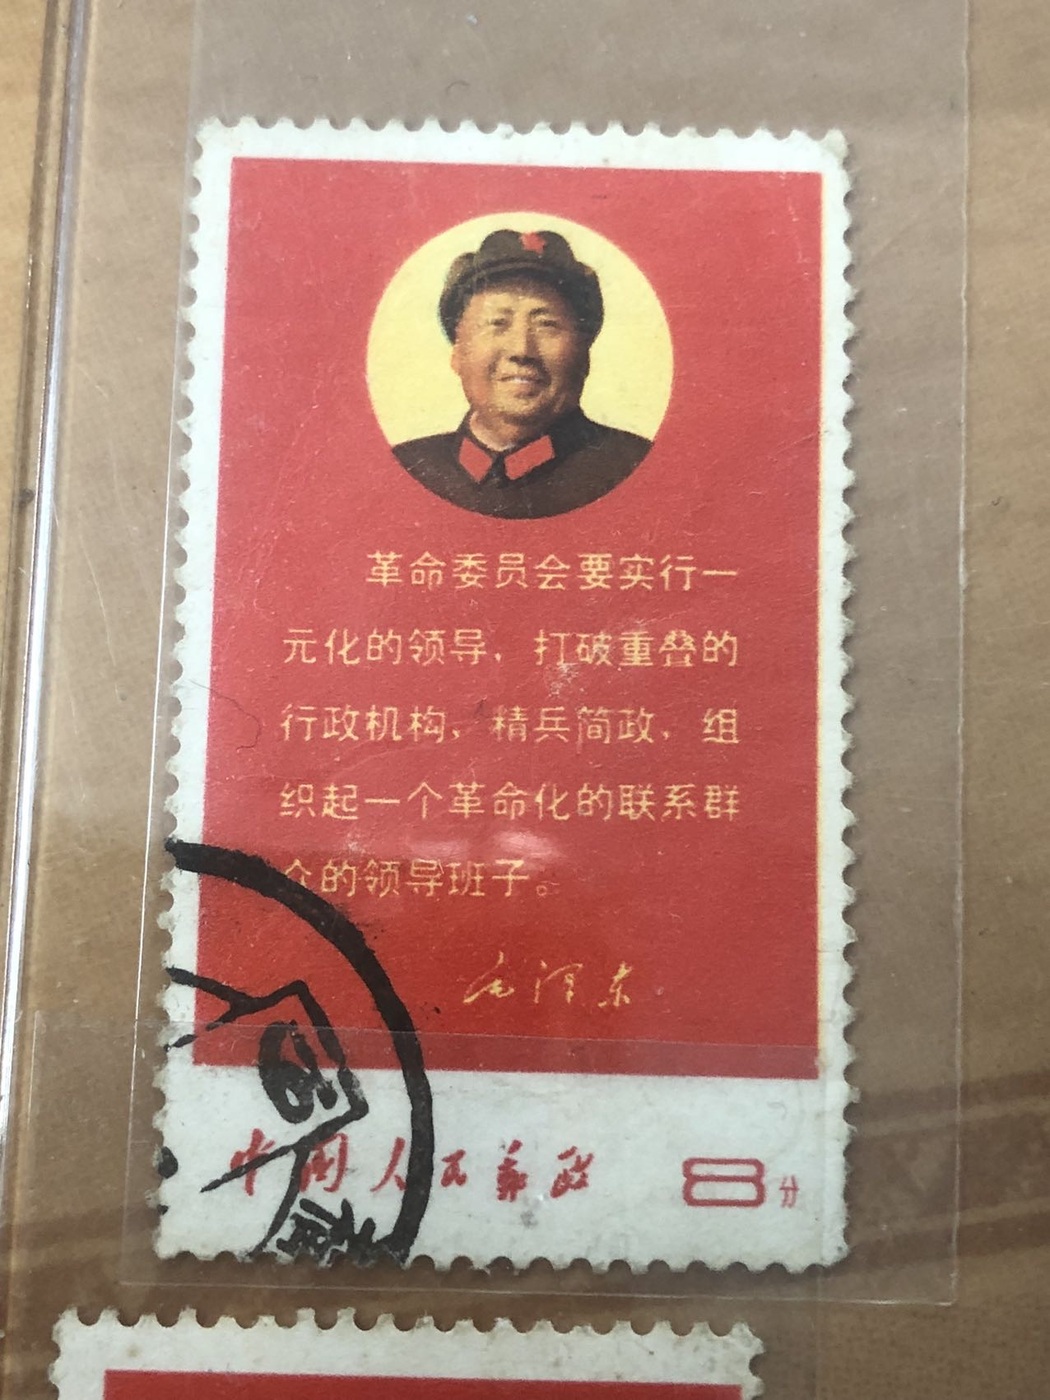 革命委员会要实行一
元化的领导，打破重叠的
行政机构，精兵简政，组
织起一个革命化的联系群
众的领导班子。
毛泽东
中国人民邮政 8分